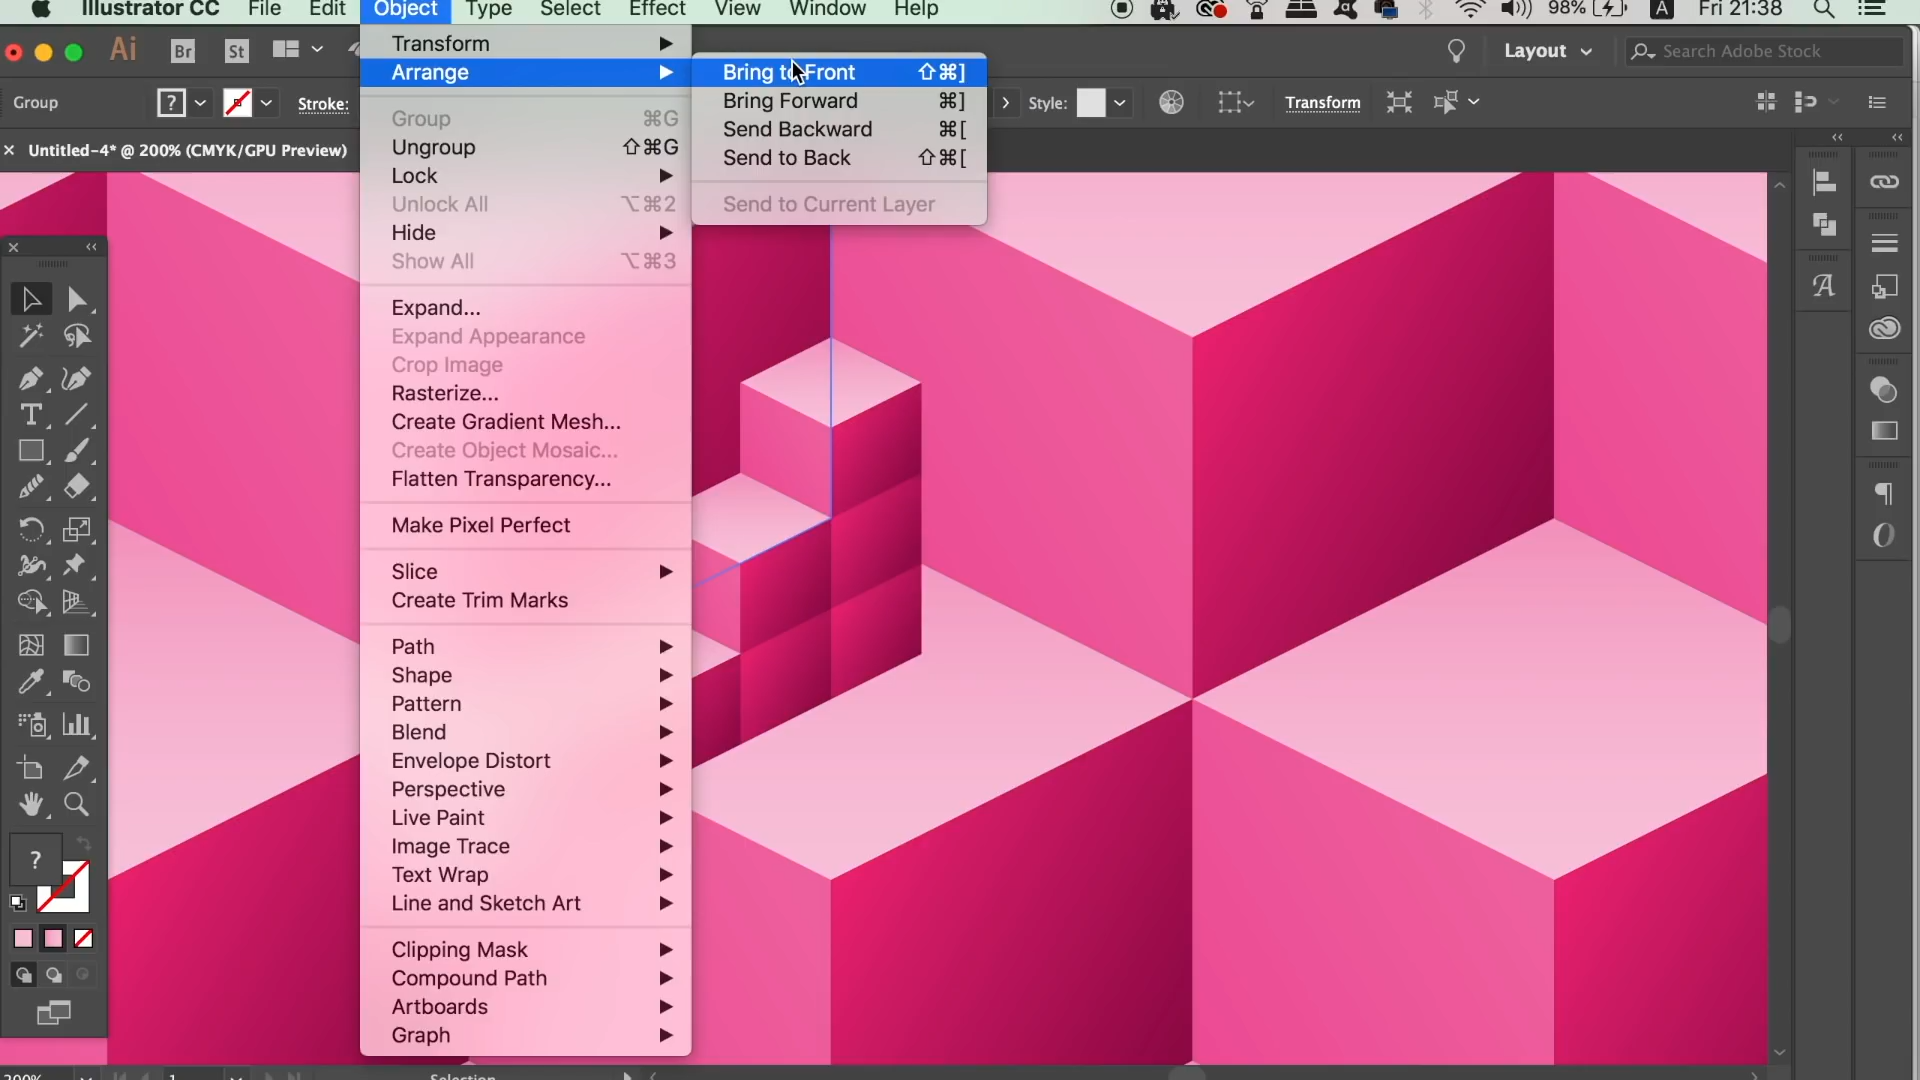 Illustrator CC File Edit Object Type Select Effect View Window Help 98% A Fri 21:38
Ai Br St Layout Search Adobe Stock
Group ? Stroke: Style: Transform
Untitled-4* @ 200% (CMYK/GPU Preview)
Transform
Arrange
Group ⌘G
Ungroup ⇧⌘G
Lock
Unlock All ⌥⌘2
Hide
Show All ⌥⌘3
Expand...
Expand Appearance
Crop Image
Rasterize...
Create Gradient Mesh...
Create Object Mosaic...
Flatten Transparency...
Make Pixel Perfect
Slice
Create Trim Marks
Path
Shape
Pattern
Blend
Envelope Distort
Perspective
Live Paint
Image Trace
Text Wrap
Line and Sketch Art
Clipping Mask
Compound Path
Artboards
Graph
Bring to Front ⇧⌘]
Bring Forward ⌘]
Send Backward ⌘[
Send to Back ⇧⌘[
Send to Current Layer
?
200% 1 Selection